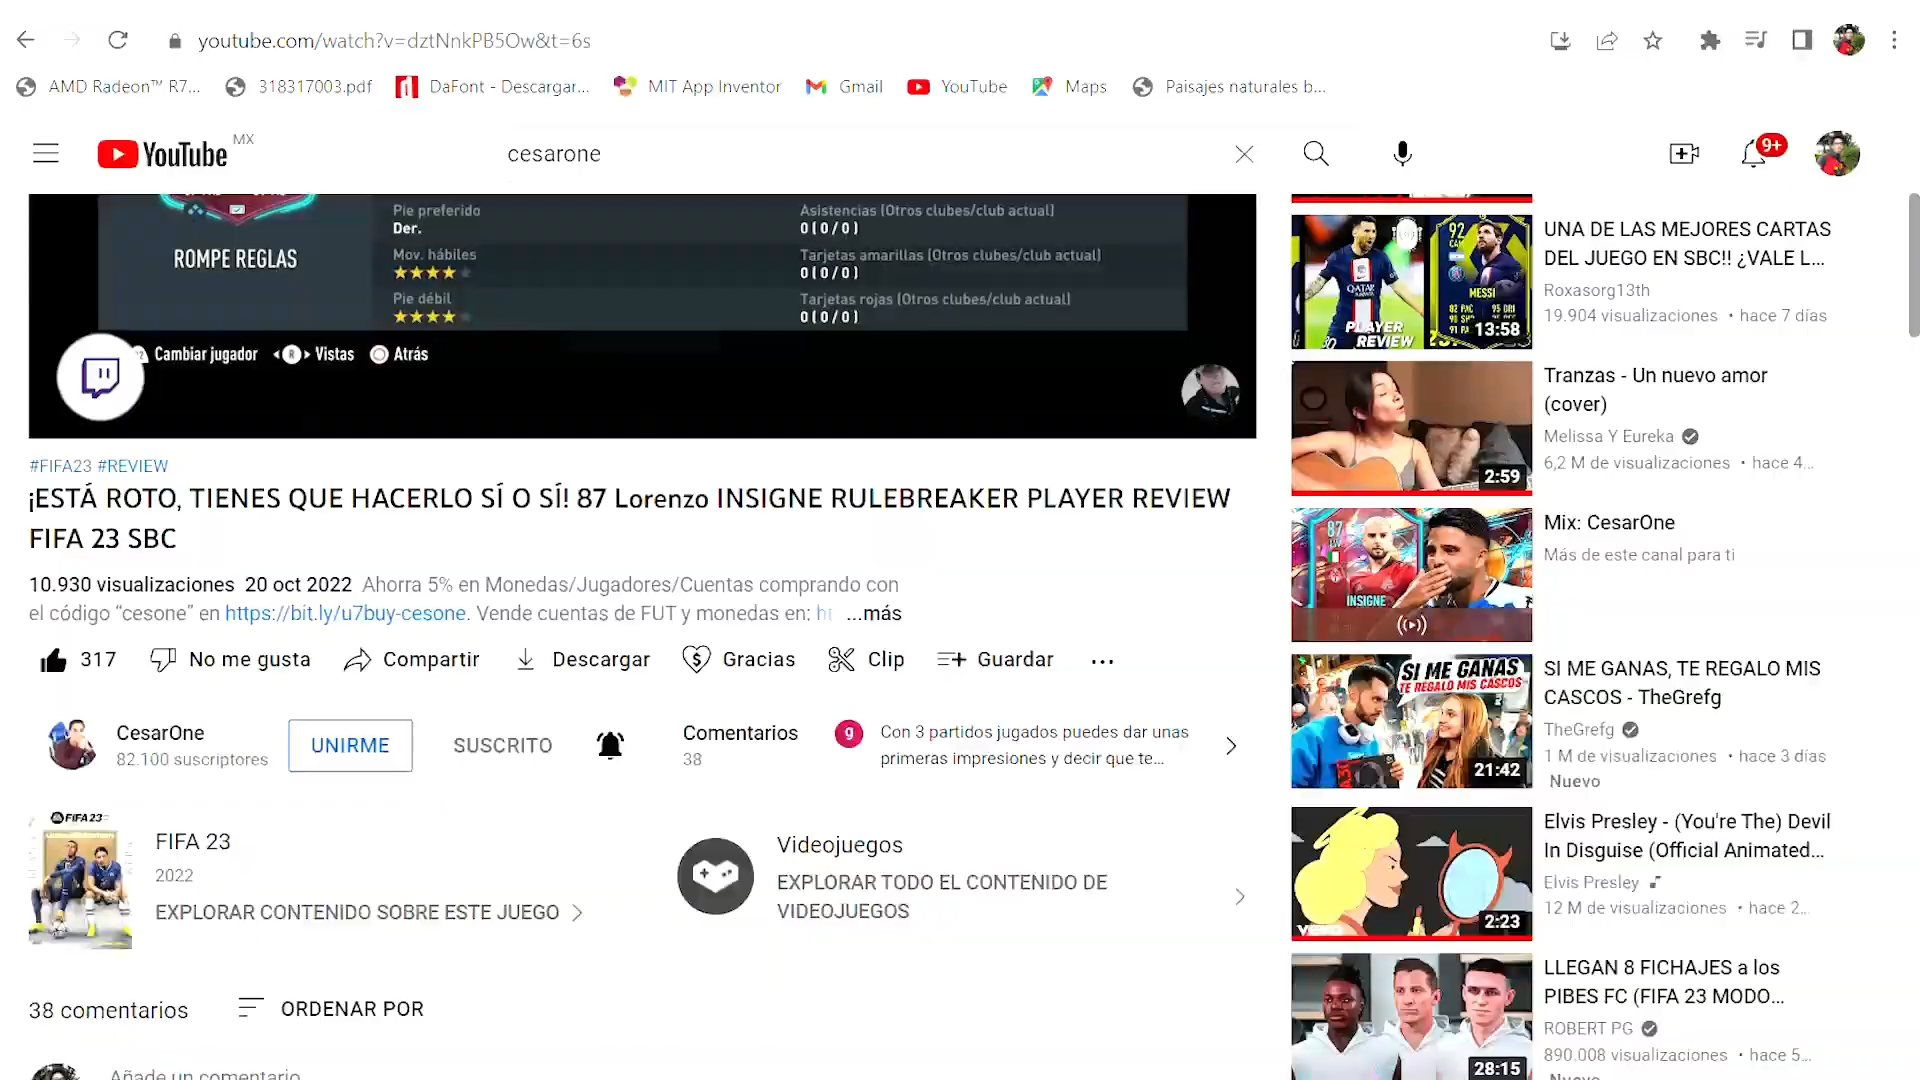 youtube.com/watch?v=dztNnkPB5Ow&t=6s
AMD Radeon™ R7...
318317003.pdf
DaFont - Descargar...
MIT App Inventor
Gmail
YouTube
Maps
Paisajes naturales b...
YouTube MX
cesarone
9+
ROMPE REGLAS
Pie preferido
Der.
Mov. hábiles
Pie débil
Asistencias (Otros clubes/club actual)
0 ( 0 / 0 )
Tarjetas amarillas (Otros clubes/club actual)
0 ( 0 / 0 )
Tarjetas rojas (Otros clubes/club actual)
0 ( 0 / 0 )
Cambiar jugador
R Vistas
Atrás
#FIFA23 #REVIEW
¡ESTÁ ROTO, TIENES QUE HACERLO SÍ O SÍ! 87 Lorenzo INSIGNE RULEBREAKER PLAYER REVIEW
FIFA 23 SBC
10.930 visualizaciones 20 oct 2022 Ahorra 5% en Monedas/Jugadores/Cuentas comprando con
el código “cesone” en https://bit.ly/u7buy-cesone. Vende cuentas de FUT y monedas en: ht ...más
317
No me gusta
Compartir
Descargar
Gracias
Clip
Guardar
CesarOne
82.100 suscriptores
UNIRME
SUSCRITO
Comentarios
38
g
Con 3 partidos jugados puedes dar unas
primeras impresiones y decir que te...
FIFA 23
FIFA 23
2022
EXPLORAR CONTENIDO SOBRE ESTE JUEGO
Videojuegos
EXPLORAR TODO EL CONTENIDO DE
VIDEOJUEGOS
38 comentarios
ORDENAR POR
Añade un comentario
92
MESSI
82 PAC
95 DRI
91 PA
QATAR
PLAYER
REVIEW
13:58
UNA DE LAS MEJORES CARTAS
DEL JUEGO EN SBC!! ¿VALE L...
Roxasorg13th
19.904 visualizaciones • hace 7 días
2:59
Tranzas - Un nuevo amor
(cover)
Melissa Y Eureka
6,2 M de visualizaciones • hace 4...
87
INSIGNE
Mix: CesarOne
Más de este canal para ti
SI ME GANAS
TE REGALO MIS CASCOS
21:42
SI ME GANAS, TE REGALO MIS
CASCOS - TheGrefg
TheGrefg
1 M de visualizaciones • hace 3 días
Nuevo
vevo
2:23
Elvis Presley - (You're The) Devil
In Disguise (Official Animated...
Elvis Presley
12 M de visualizaciones • hace 2...
28:15
LLEGAN 8 FICHAJES a los
PIBES FC (FIFA 23 MODO...
ROBERT PG
890.008 visualizaciones • hace 5...
Nuevo